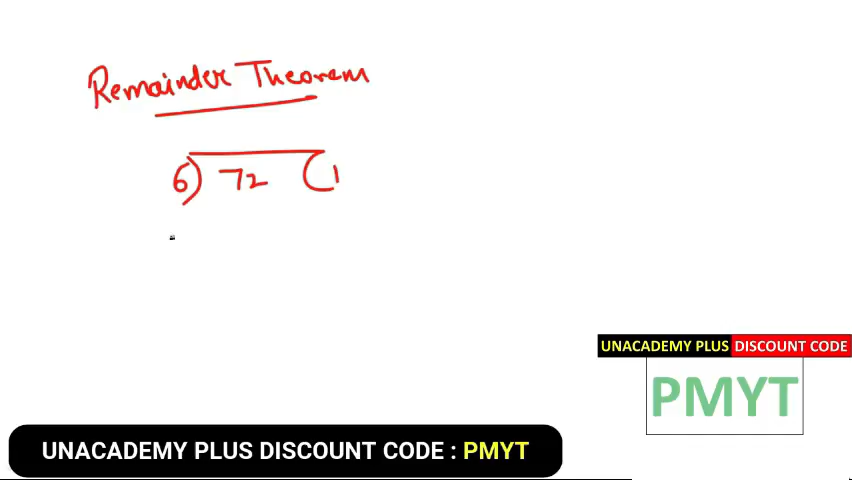 Remainder Theorem
6) 72 (1
UNACADEMY PLUS DISCOUNT CODE
PMYT
UNACADEMY PLUS DISCOUNT CODE : PMYT